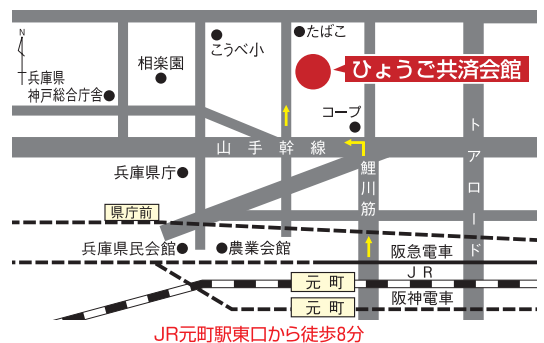 N
たばこ
こうべ小
相楽園
ひょうご共済会館
兵庫県
神戸総合庁舎
コープ
トアロード
山手幹線
兵庫県庁
鯉川筋
県庁前
兵庫県民会館
農業会館
阪急電車
JR
元町
阪神電車
元町
JR元町駅東口から徒歩8分